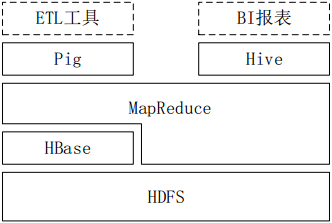 ETL工具 BI报表
Pig Hive
MapReduce
HBase
HDFS